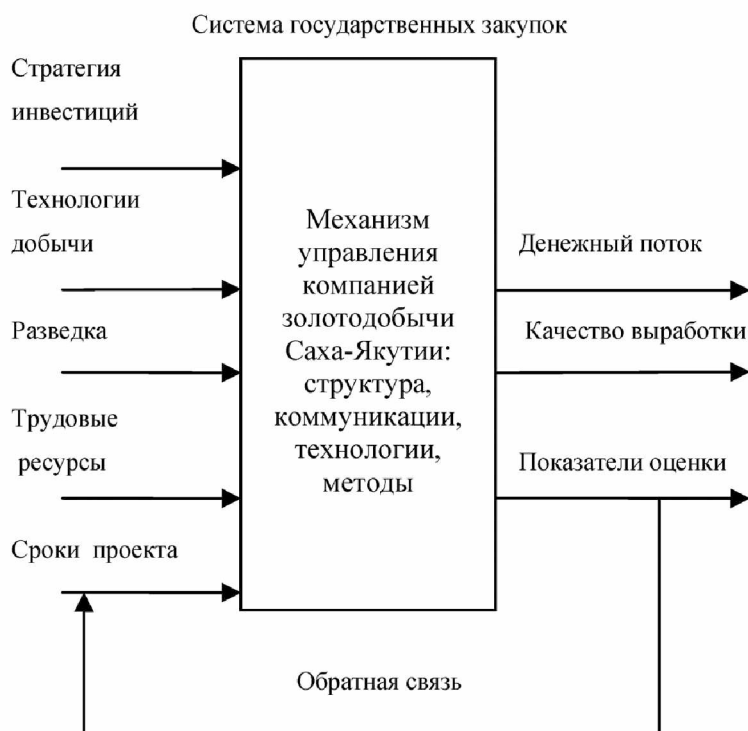 Система государственных закупок
Стратегия
инвестиций
Технологии
добычи
Разведка
Трудовые
ресурсы
Сроки проекта
Механизм
управления
компанией
золотодобычи
Саха-Якутии:
структура,
коммуникации,
технологии,
методы
Денежный поток
Качество выработки
Показатели оценки
Обратная связь